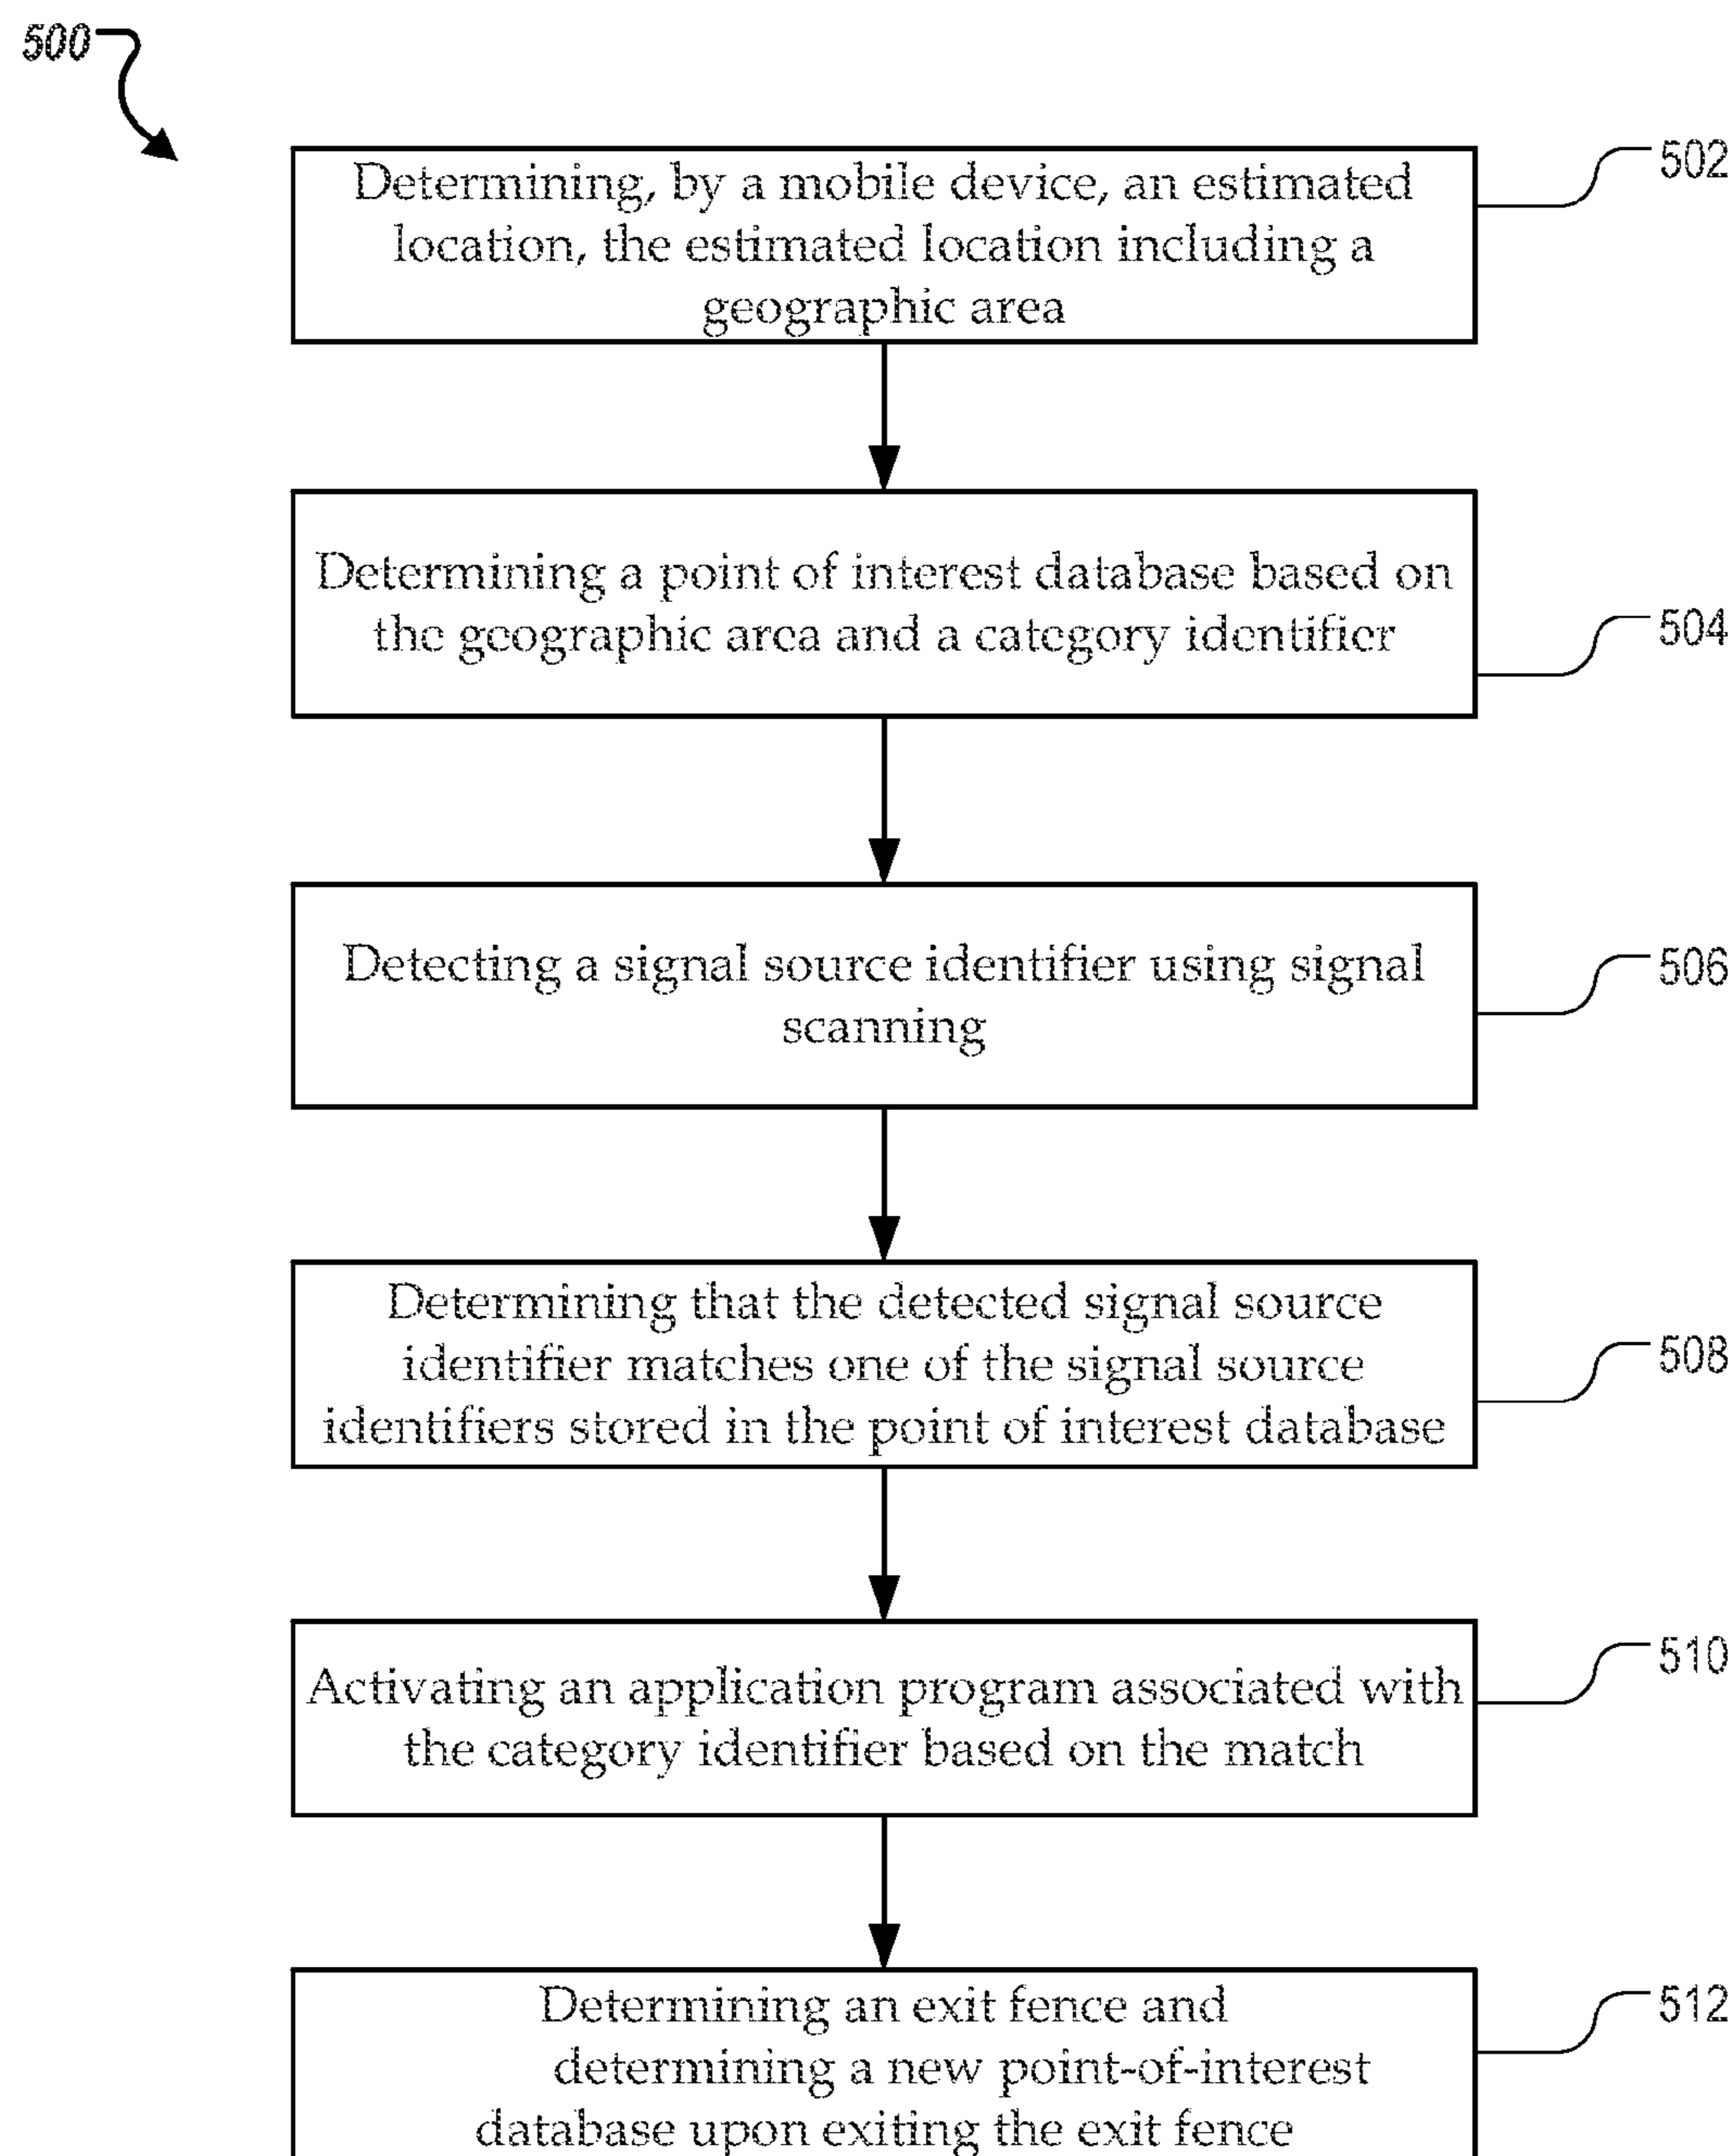 500
Determining, by a mobile device, an estimated
location, the estimated location including a
geographic area
502
Determining a point of interest database based on
the geographic area and a category identifier
504
Detecting a signal source identifier using signal
scanning
506
Determining that the detected signal source
identifier matches one of the signal source
identifiers stored in the point of interest database
508
Activating an application program associated with
the category identifier based on the match
510
Determining an exit fence and
determining a new point-of-interest
database upon exiting the exit fence
512